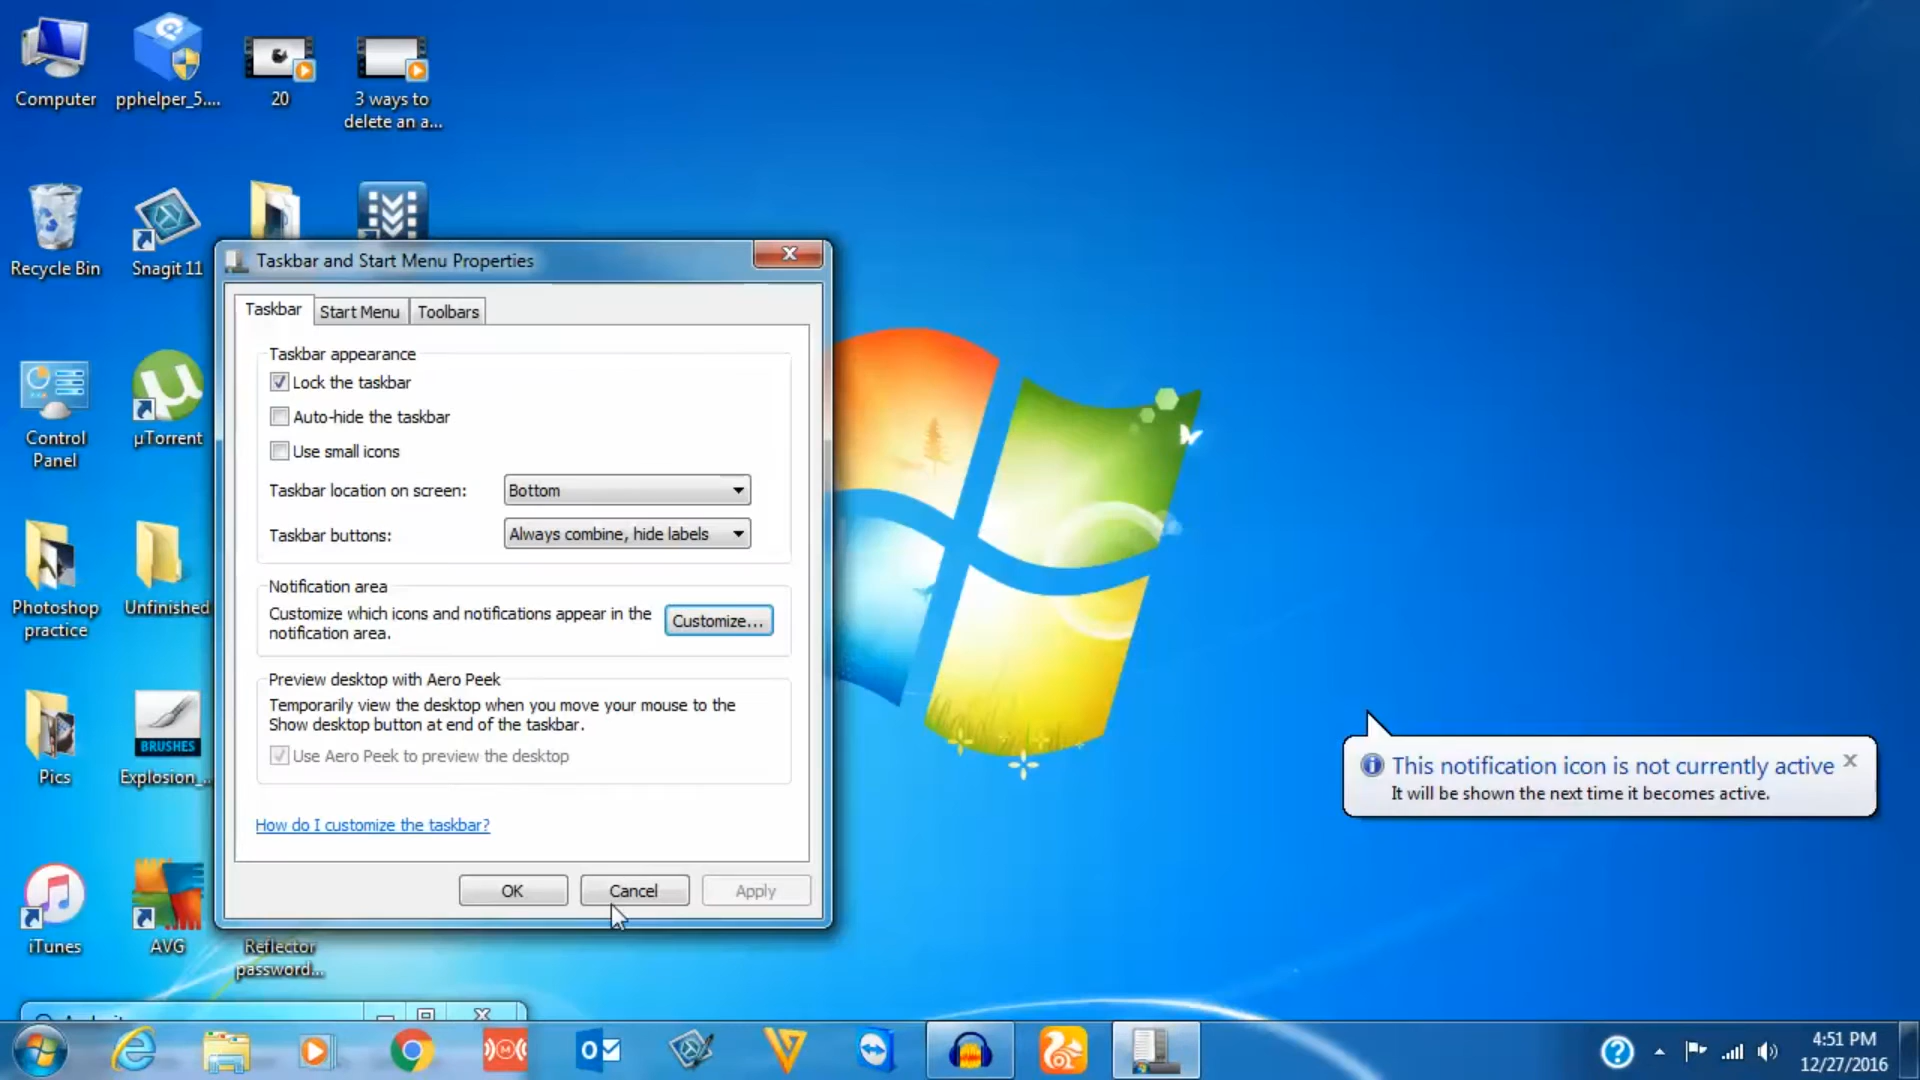 Computer
pphelper_5....
20
3 ways to
delete an a...
Recycle Bin
Snagit 11
Control
Panel
µTorrent
Photoshop
practice
Unfinished
Pics
BRUSHES
Explosion_...
iTunes
AVG
Reflector
password...
Taskbar and Start Menu Properties
Taskbar
Start Menu
Toolbars
Taskbar appearance
Lock the taskbar
Auto-hide the taskbar
Use small icons
Taskbar location on screen:
Bottom
Taskbar buttons:
Always combine, hide labels
Notification area
Customize which icons and notifications appear in the
notification area.
Customize...
Preview desktop with Aero Peek
Temporarily view the desktop when you move your mouse to the
Show desktop button at end of the taskbar.
Use Aero Peek to preview the desktop
How do I customize the taskbar?
OK
Cancel
Apply
This notification icon is not currently active
It will be shown the next time it becomes active.
4:51 PM
12/27/2016